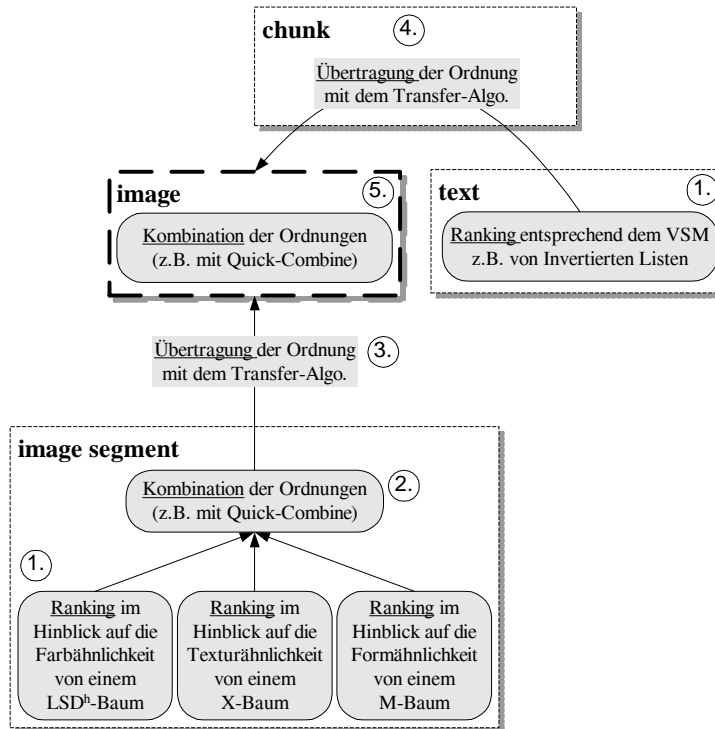 chunk
4.
Übertragung der Ordnung
mit dem Transfer-Algo.
image
5.
Kombination der Ordnungen
(z.B. mit Quick-Combine)
text
1.
Ranking entsprechend dem VSM
z.B. von Invertierten Listen
Übertragung der Ordnung
mit dem Transfer-Algo.
3.
image segment
Kombination der Ordnungen
(z.B. mit Quick-Combine)
2.
1.
Ranking im
Hinblick auf die
Farbähnlichkeit
von einem
LSDʰ-Baum
Ranking im
Hinblick auf die
Texturähnlichkeit
von einem
X-Baum
Ranking im
Hinblick auf die
Formähnlichkeit
von einem
M-Baum